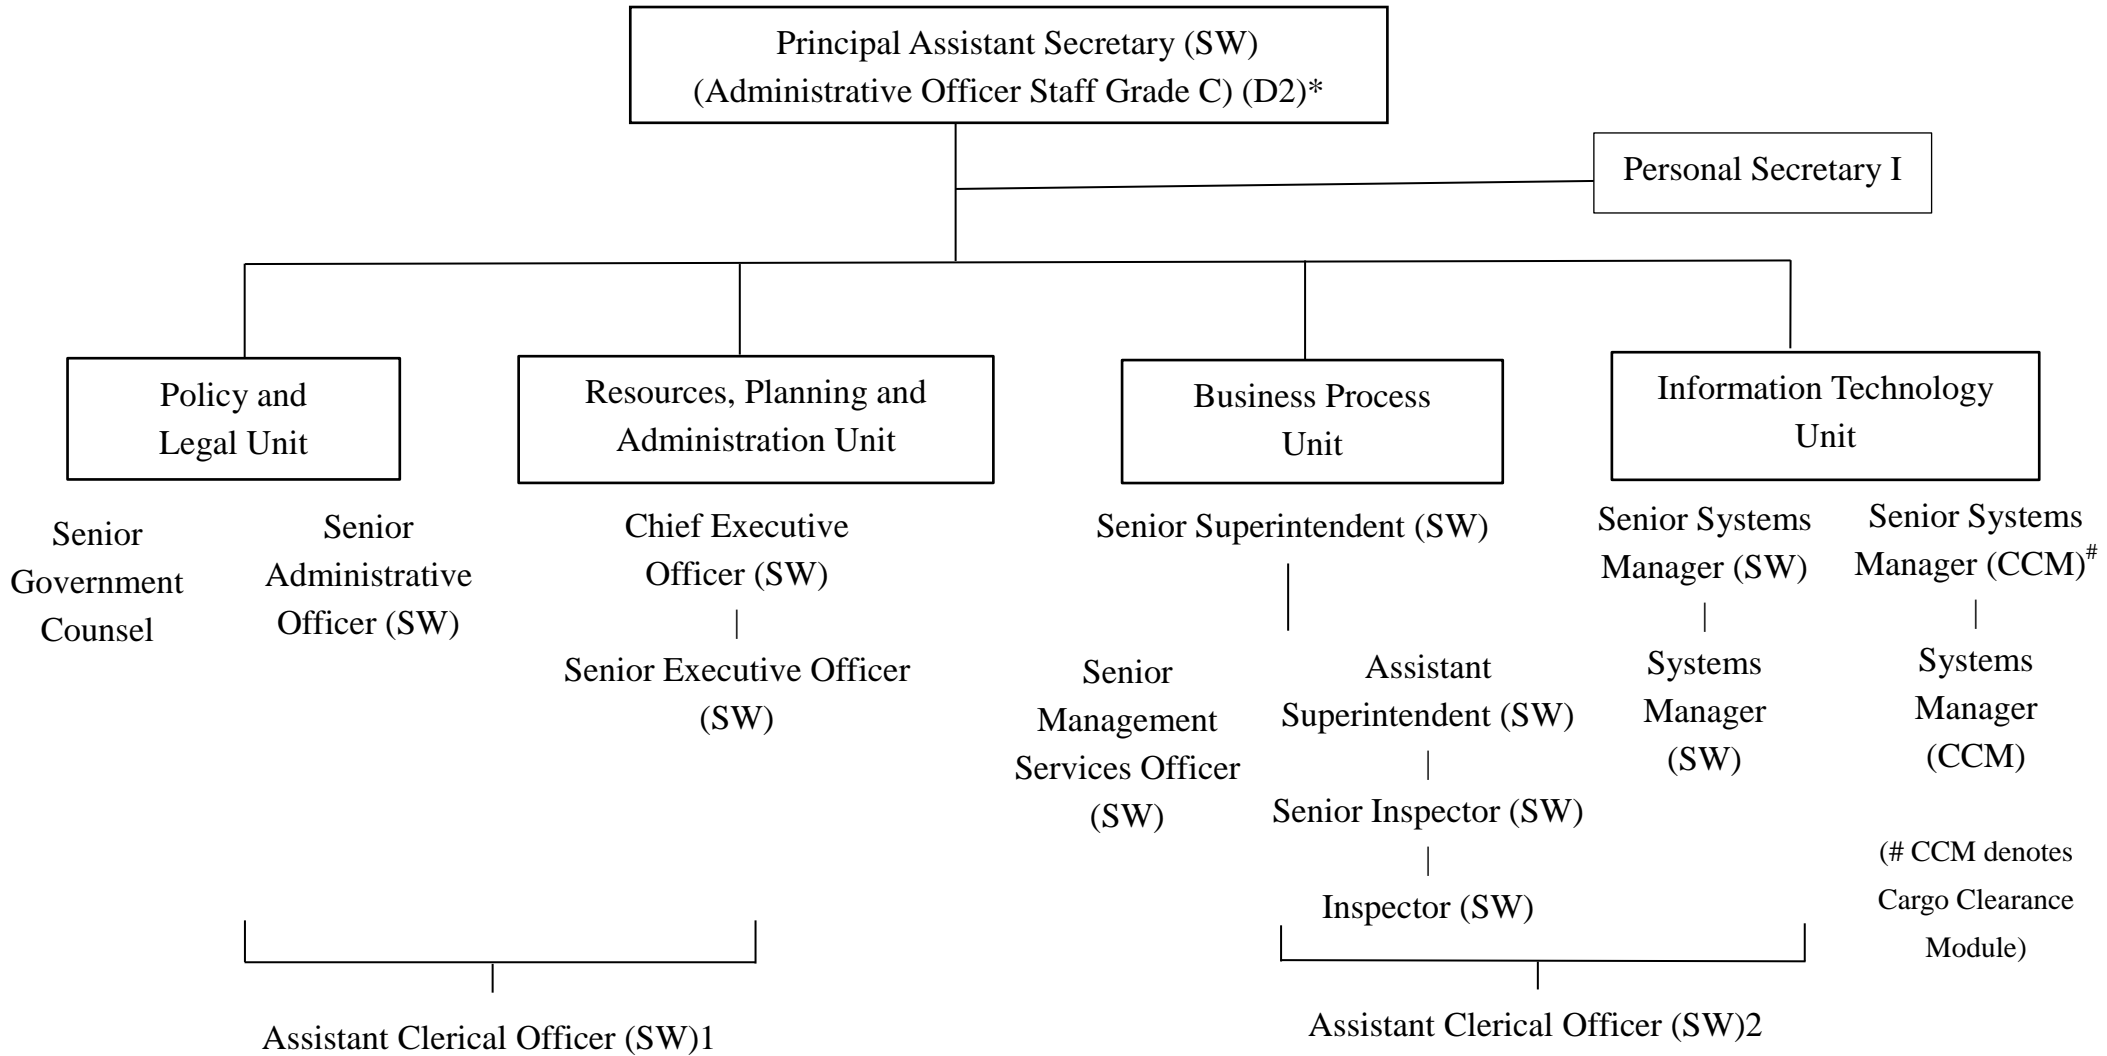 Principal Assistant Secretary (SW)
(Administrative Officer Staff Grade C) (D2)*
Personal Secretary I
Policy and
Legal Unit
Resources, Planning and
Administration Unit
Business Process
Unit
Information Technology
Unit
Senior
Government
Counsel
Senior
Administrative
Officer (SW)
Chief Executive
Officer (SW)
Senior Executive Officer
(SW)
Senior Superintendent (SW)
Senior
Management
Services Officer
(SW)
Assistant
Superintendent (SW)
Senior Inspector (SW)
Inspector (SW)
Senior Systems
Manager (SW)
Systems
Manager
(SW)
Senior Systems
Manager (CCM)#
Systems
Manager
(CCM)
(# CCM denotes
Cargo Clearance
Module)
Assistant Clerical Officer (SW)1
Assistant Clerical Officer (SW)2